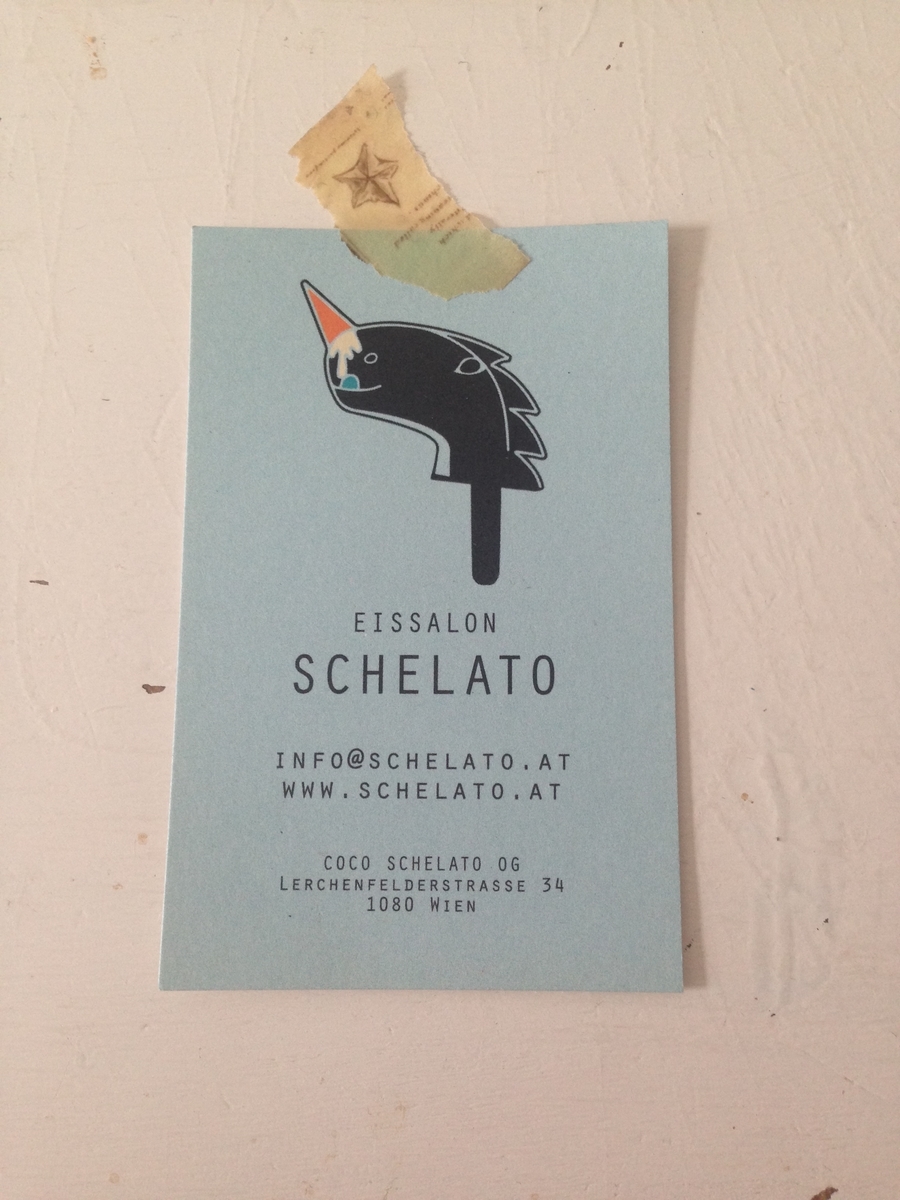 EISSALON
SCHELATO
INFO@SCHELATO.AT
WWW.SCHELATO.AT
COCO SCHELATO OG
LERCHENFELDERSTRASSE 34
1080 WIEN